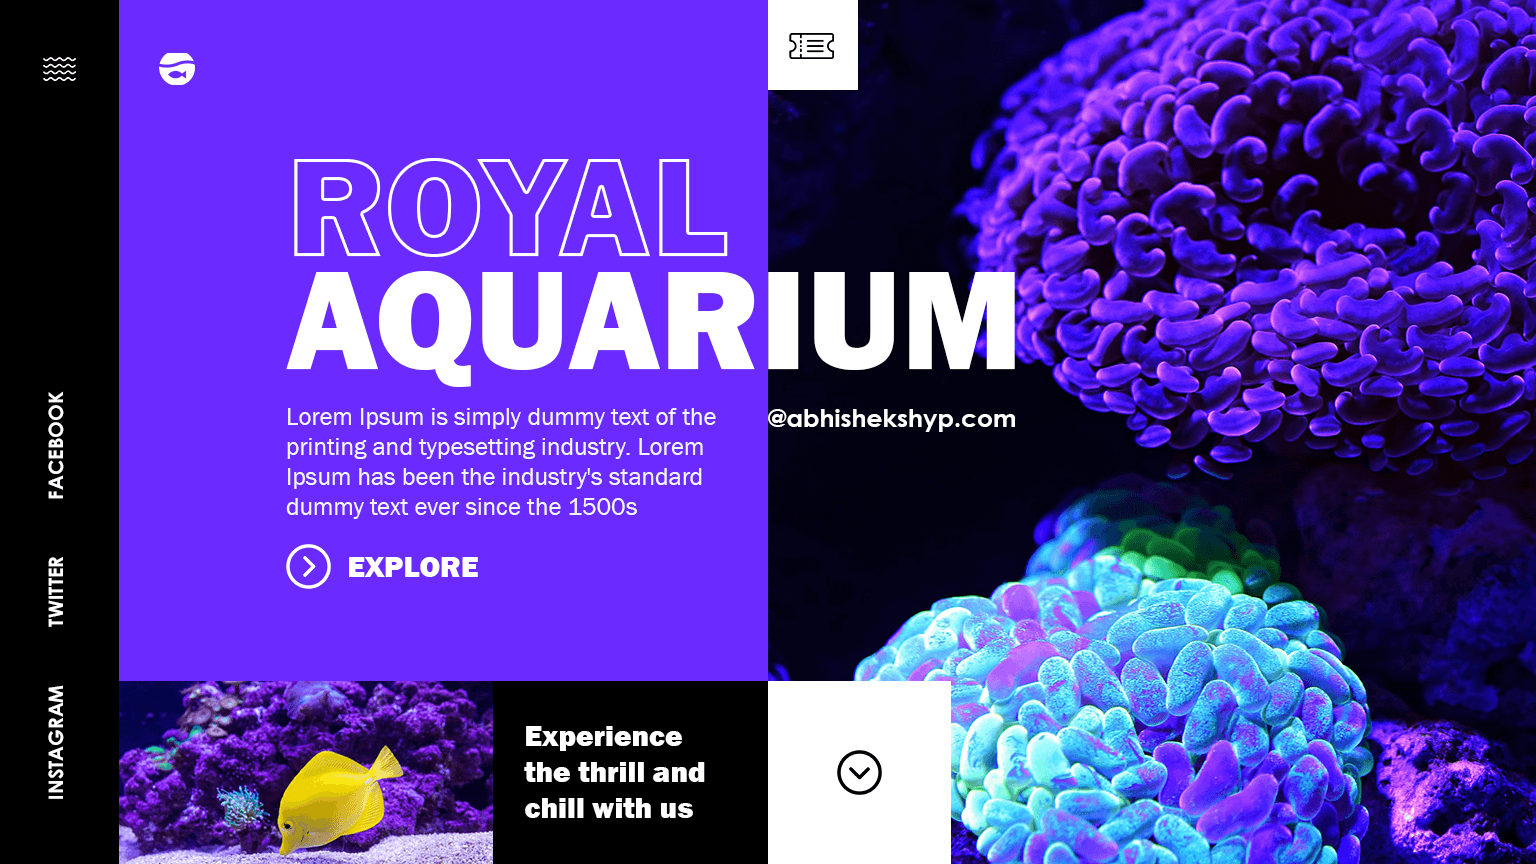 ROYAL
AQUARIUM
Lorem Ipsum is simply dummy text of the
printing and typesetting industry. Lorem
Ipsum has been the industry's standard
dummy text ever since the 1500s
@abhishekshyp.com
EXPLORE
FACEBOOK
TWITTER
INSTAGRAM
Experience
the thrill and
chill with us